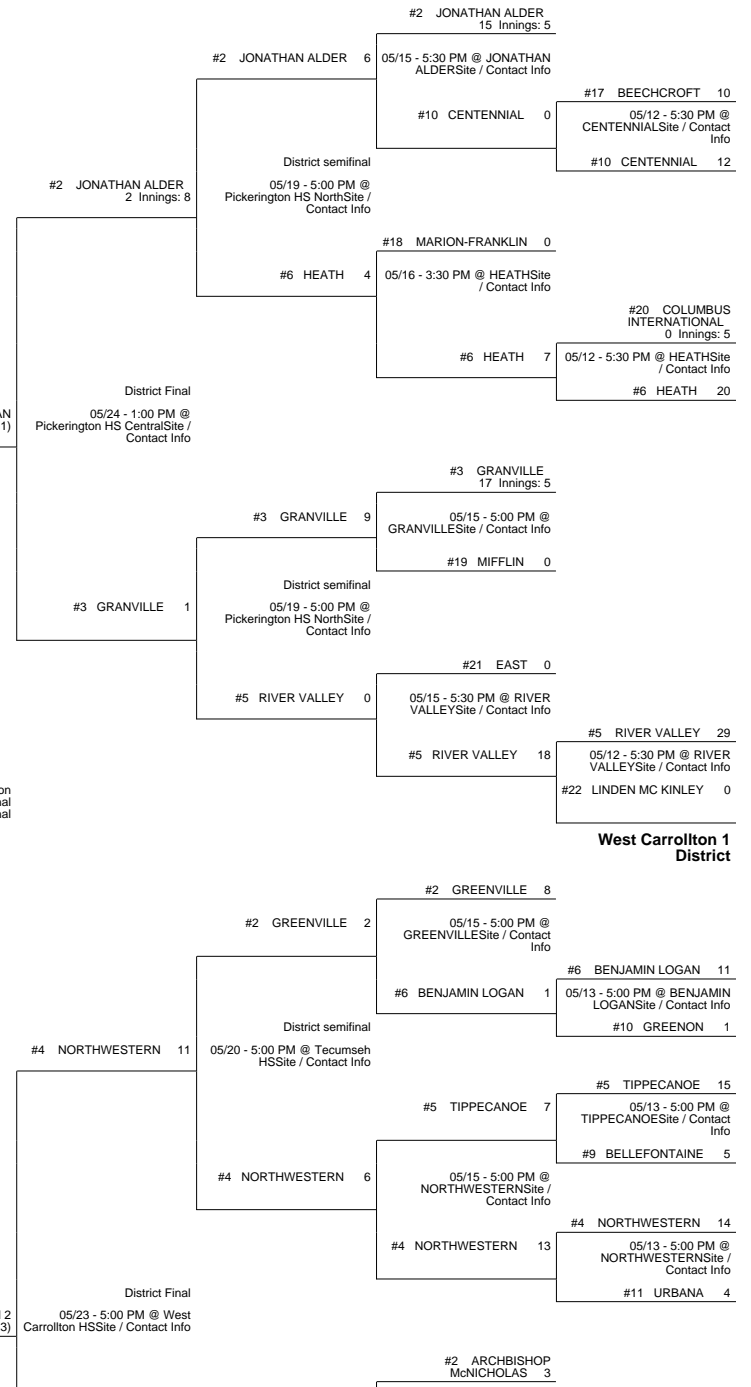 #2 JONATHAN ALDER
15 Innings: 5
#2 JONATHAN ALDER 6
05/15 - 5:30 PM @ JONATHAN
ALDERSite / Contact Info
#17 BEECHCROFT 10
#10 CENTENNIAL 0
05/12 - 5:30 PM @
CENTENNIALSite / Contact
Info
#10 CENTENNIAL 12
District semifinal
#2 JONATHAN ALDER
2 Innings: 8
05/19 - 5:00 PM @
Pickerington HS NorthSite /
Contact Info
#18 MARION-FRANKLIN 0
#6 HEATH 4
05/16 - 3:30 PM @ HEATHSite
/ Contact Info
#20 COLUMBUS
INTERNATIONAL
0 Innings: 5
#6 HEATH 7
05/12 - 5:30 PM @ HEATHSite
/ Contact Info
#6 HEATH 20
District Final
AN
1)
05/24 - 1:00 PM @
Pickerington HS CentralSite /
Contact Info
#3 GRANVILLE
17 Innings: 5
#3 GRANVILLE 9
05/15 - 5:00 PM @
GRANVILLESite / Contact Info
#19 MIFFLIN 0
District semifinal
#3 GRANVILLE 1
05/19 - 5:00 PM @
Pickerington HS NorthSite /
Contact Info
#21 EAST 0
#5 RIVER VALLEY 0
05/15 - 5:30 PM @ RIVER
VALLEYSite / Contact Info
#5 RIVER VALLEY 29
#5 RIVER VALLEY 18
05/12 - 5:30 PM @ RIVER
VALLEYSite / Contact Info
#22 LINDEN MC KINLEY 0
on
nal
nal
West Carrollton 1
District
#2 GREENVILLE 8
#2 GREENVILLE 2
05/15 - 5:00 PM @
GREENVILLESite / Contact
Info
#6 BENJAMIN LOGAN 11
#6 BENJAMIN LOGAN 1
05/13 - 5:00 PM @ BENJAMIN
LOGANSite / Contact Info
#10 GREENON 1
District semifinal
#4 NORTHWESTERN 11
05/20 - 5:00 PM @ Tecumseh
HSSite / Contact Info
#5 TIPPECANOE 15
#5 TIPPECANOE 7
05/13 - 5:00 PM @
TIPPECANOESite / Contact
Info
#9 BELLEFONTAINE 5
#4 NORTHWESTERN 6
05/15 - 5:00 PM @
NORTHWESTERNSite /
Contact Info
#4 NORTHWESTERN 14
#4 NORTHWESTERN 13
05/13 - 5:00 PM @
NORTHWESTERNSite /
Contact Info
#11 URBANA 4
District Final
2
3)
05/23 - 5:00 PM @ West
Carrollton HSSite / Contact Info
#2 ARCHBISHOP
McNICHOLAS 3